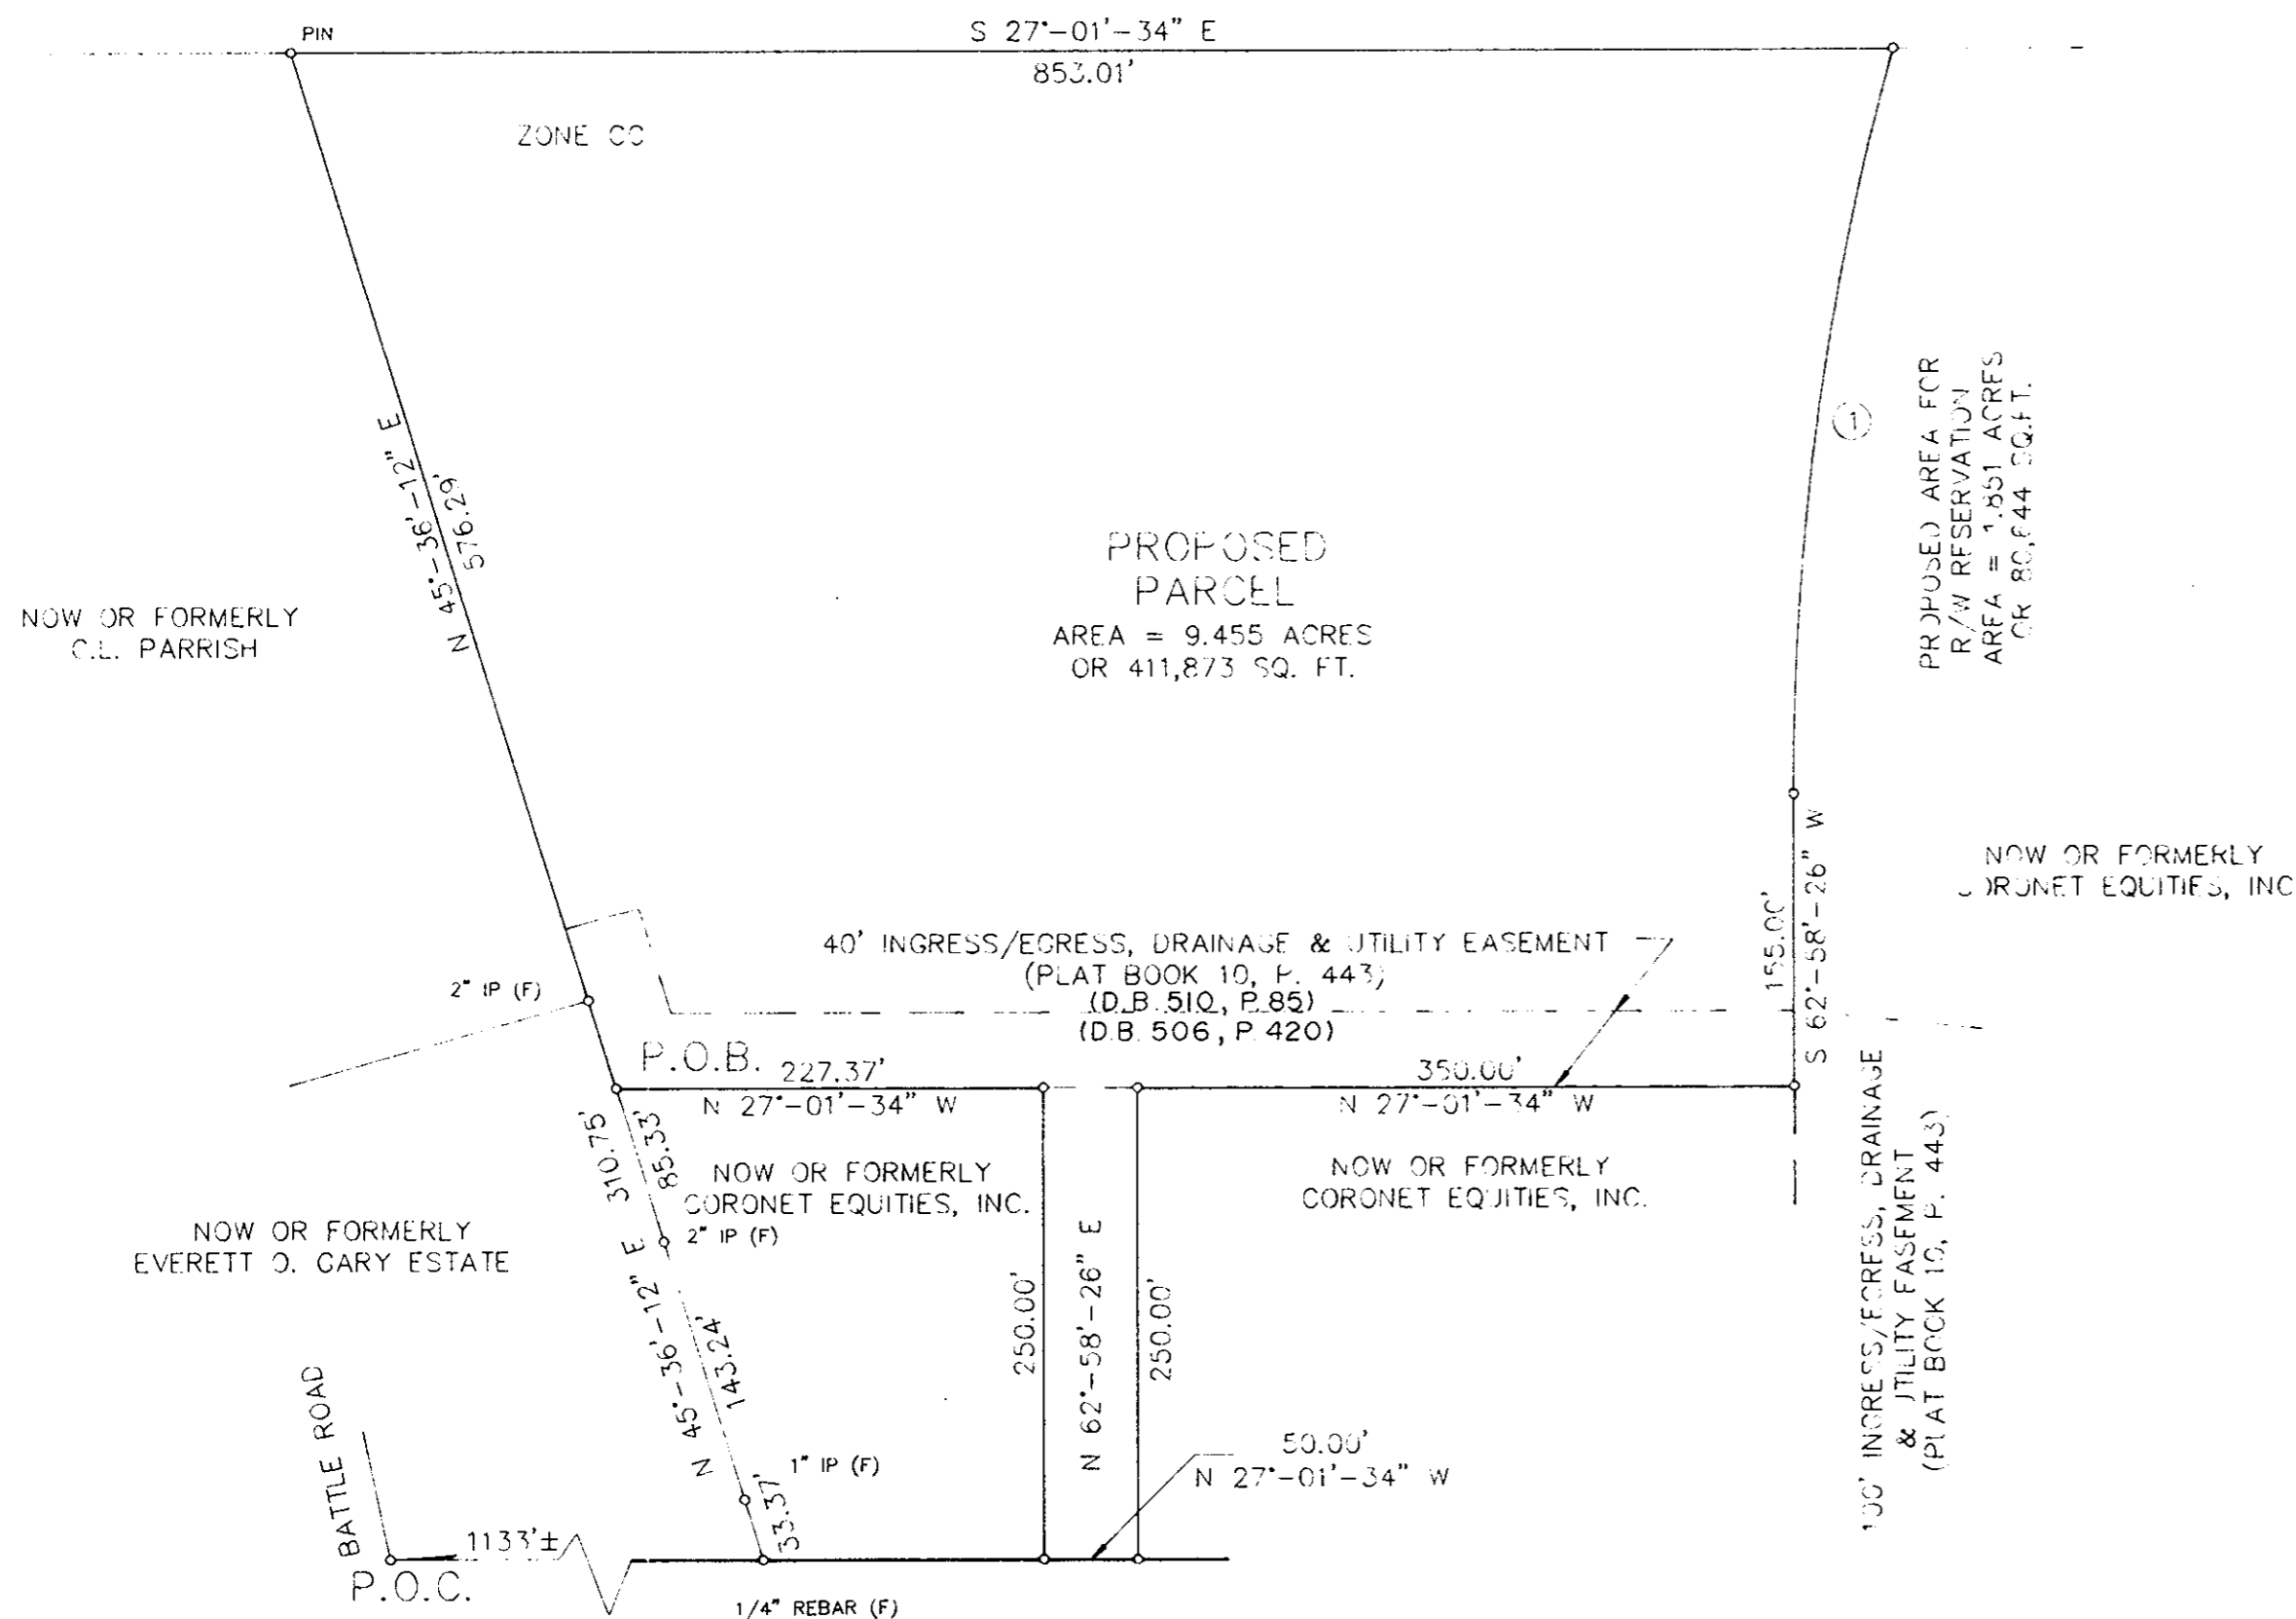 PIN
S 27°-01'-34" E
853.01'
ZONE CC
N 45°-36'-12" E
576.29'
NOW OR FORMERLY
C.L. PARRISH
PROPOSED
PARCEL
AREA = 9.455 ACRES
OR 411,873 SQ. FT.
1
PROPOSED AREA FOR
R/W RESERVATION
AREA = 1.851 ACRES
OR 80,644 SQ.FT.
NOW OR FORMERLY
CORONET EQUITIES, INC
155.00'
S 62°-58'-26" W
40' INGRESS/EGRESS, DRAINAGE & UTILITY EASEMENT
(PLAT BOOK 10, P. 443)
(D.B. 510, P. 85)
(D.B. 506, P. 420)
2" IP (F)
P.O.B.
227.37'
N 27°-01'-34" W
350.00'
N 27°-01'-34" W
310.75'
85.33'
NOW OR FORMERLY
CORONET EQUITIES, INC.
NOW OR FORMERLY
CORONET EQUITIES, INC.
2" IP (F)
NOW OR FORMERLY
EVERETT O. GARY ESTATE
N 45°-36'-12" E
143.24'
250.00'
N 62°-58'-26" E
250.00'
100' INGRESS/EGRESS, DRAINAGE
& UTILITY EASEMENT
(PLAT BOOK 10, P. 443)
1" IP (F)
33.37'
50.00'
N 27°-01'-34" W
BATTLE ROAD
1133'±
P.O.C.
1/4" REBAR (F)